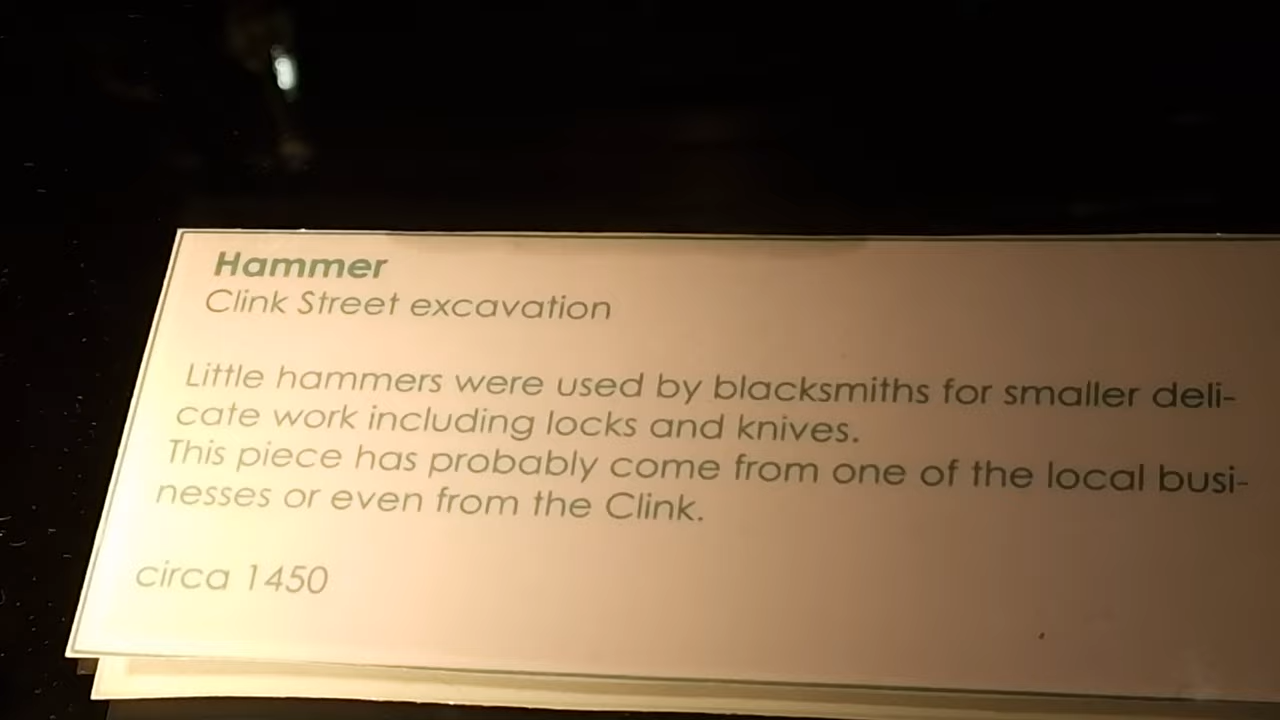 Hammer
Clink Street excavation
Little hammers were used by blacksmiths for smaller deli-
cate work including locks and knives.
This piece has probably come from one of the local busi-
nesses or even from the Clink.
circa 1450